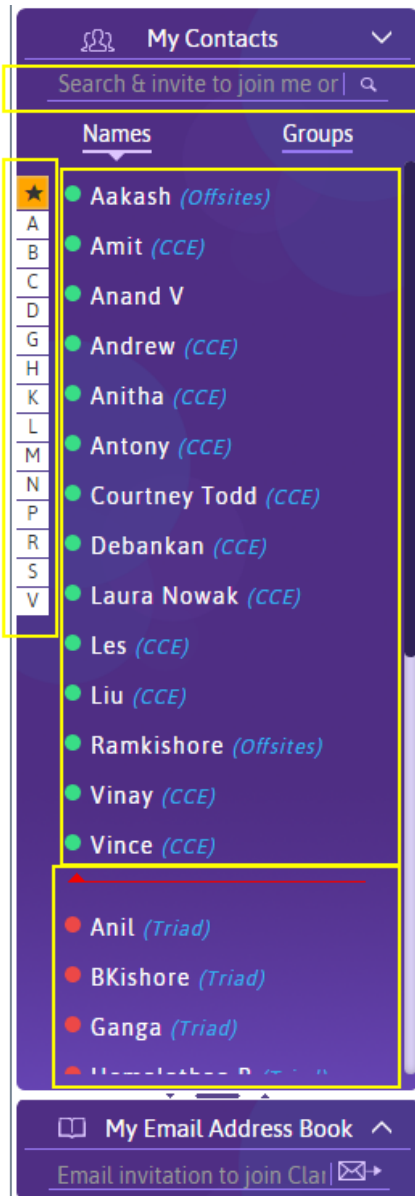 My Contacts
Search & invite to join me or
Names Groups
★
A
B
C
D
G
H
K
L
M
N
P
R
S
V
Aakash (Offsites)
Amit (CCE)
Anand V
Andrew (CCE)
Anitha (CCE)
Antony (CCE)
Courtney Todd (CCE)
Debankan (CCE)
Laura Nowak (CCE)
Les (CCE)
Liu (CCE)
Ramkishore (Offsites)
Vinay (CCE)
Vince (CCE)
Anil (Triad)
BKishore (Triad)
Ganga (Triad)
My Email Address Book
Email invitation to join Clar